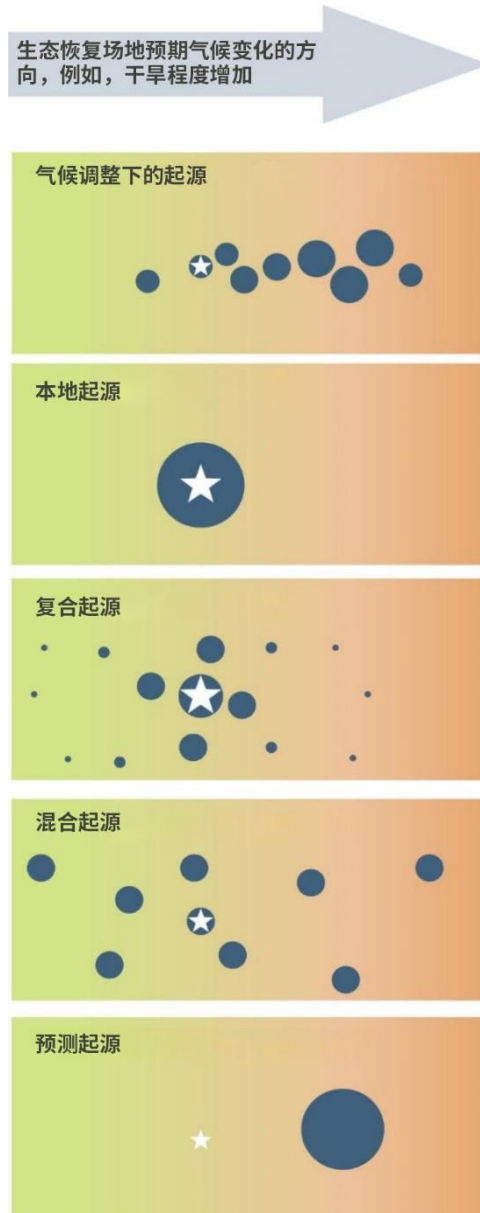 生态恢复场地预期气候变化的方
向，例如，干旱程度增加
气候调整下的起源
本地起源
复合起源
混合起源
预测起源